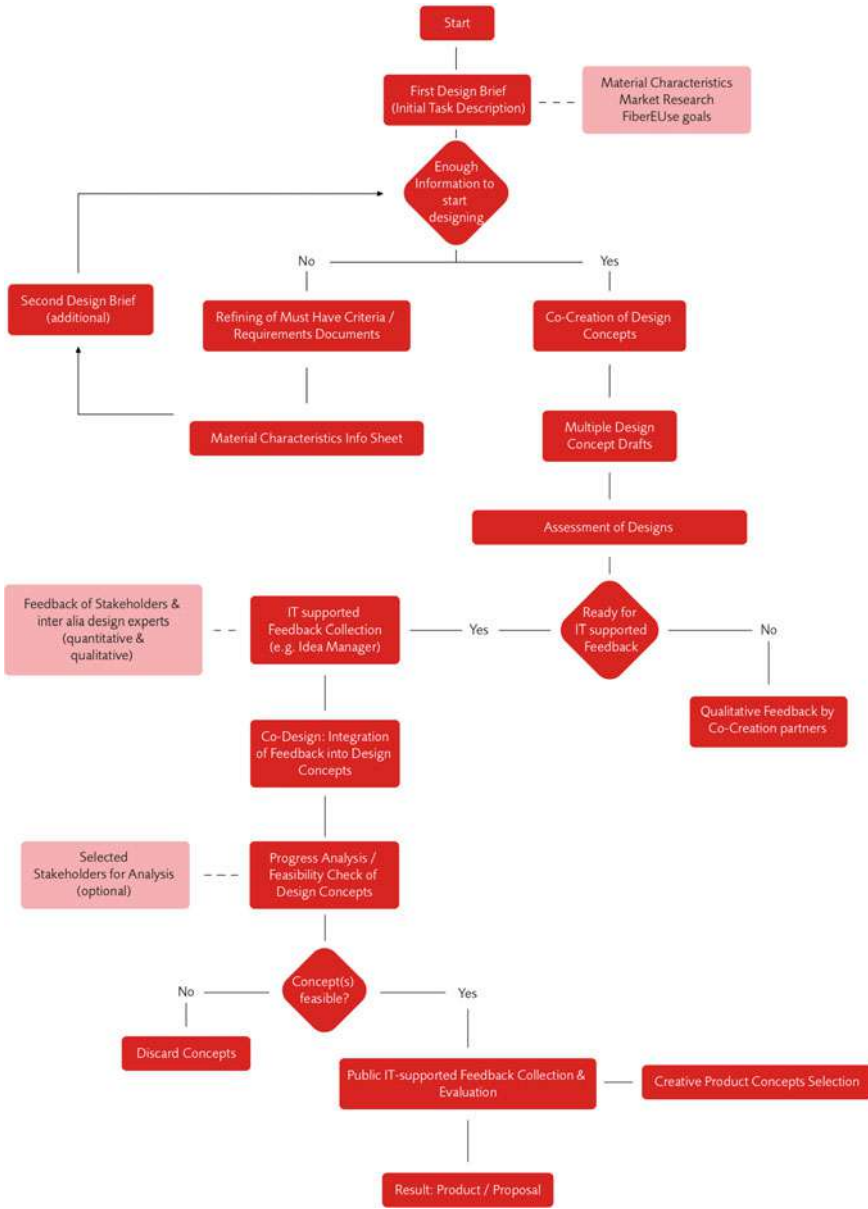 Start
First Design Brief
(Initial Task Description)
Material Characteristics
Market Research
FiberEUse goals
Enough
Information to
start
designing
No
Yes
Second Design Brief
(additional)
Refining of Must Have Criteria /
Requirements Documents
Co-Creation of Design
Concepts
Material Characteristics Info Sheet
Multiple Design
Concept Drafts
Assessment of Designs
Feedback of Stakeholders &
inter alia design experts
(quantitative &
qualitative)
IT supported
Feedback Collection
(e.g. Idea Manager)
Yes
Ready for
IT supported
Feedback
No
Qualitative Feedback by
Co-Creation partners
Co-Design: Integration
of Feedback into Design
Concepts
Selected
Stakeholders for Analysis
(optional)
Progress Analysis /
Feasibility Check of
Design Concepts
No
Concept(s)
feasible?
Yes
Discard Concepts
Public IT-supported Feedback Collection &
Evaluation
Creative Product Concepts Selection
Result: Product / Proposal